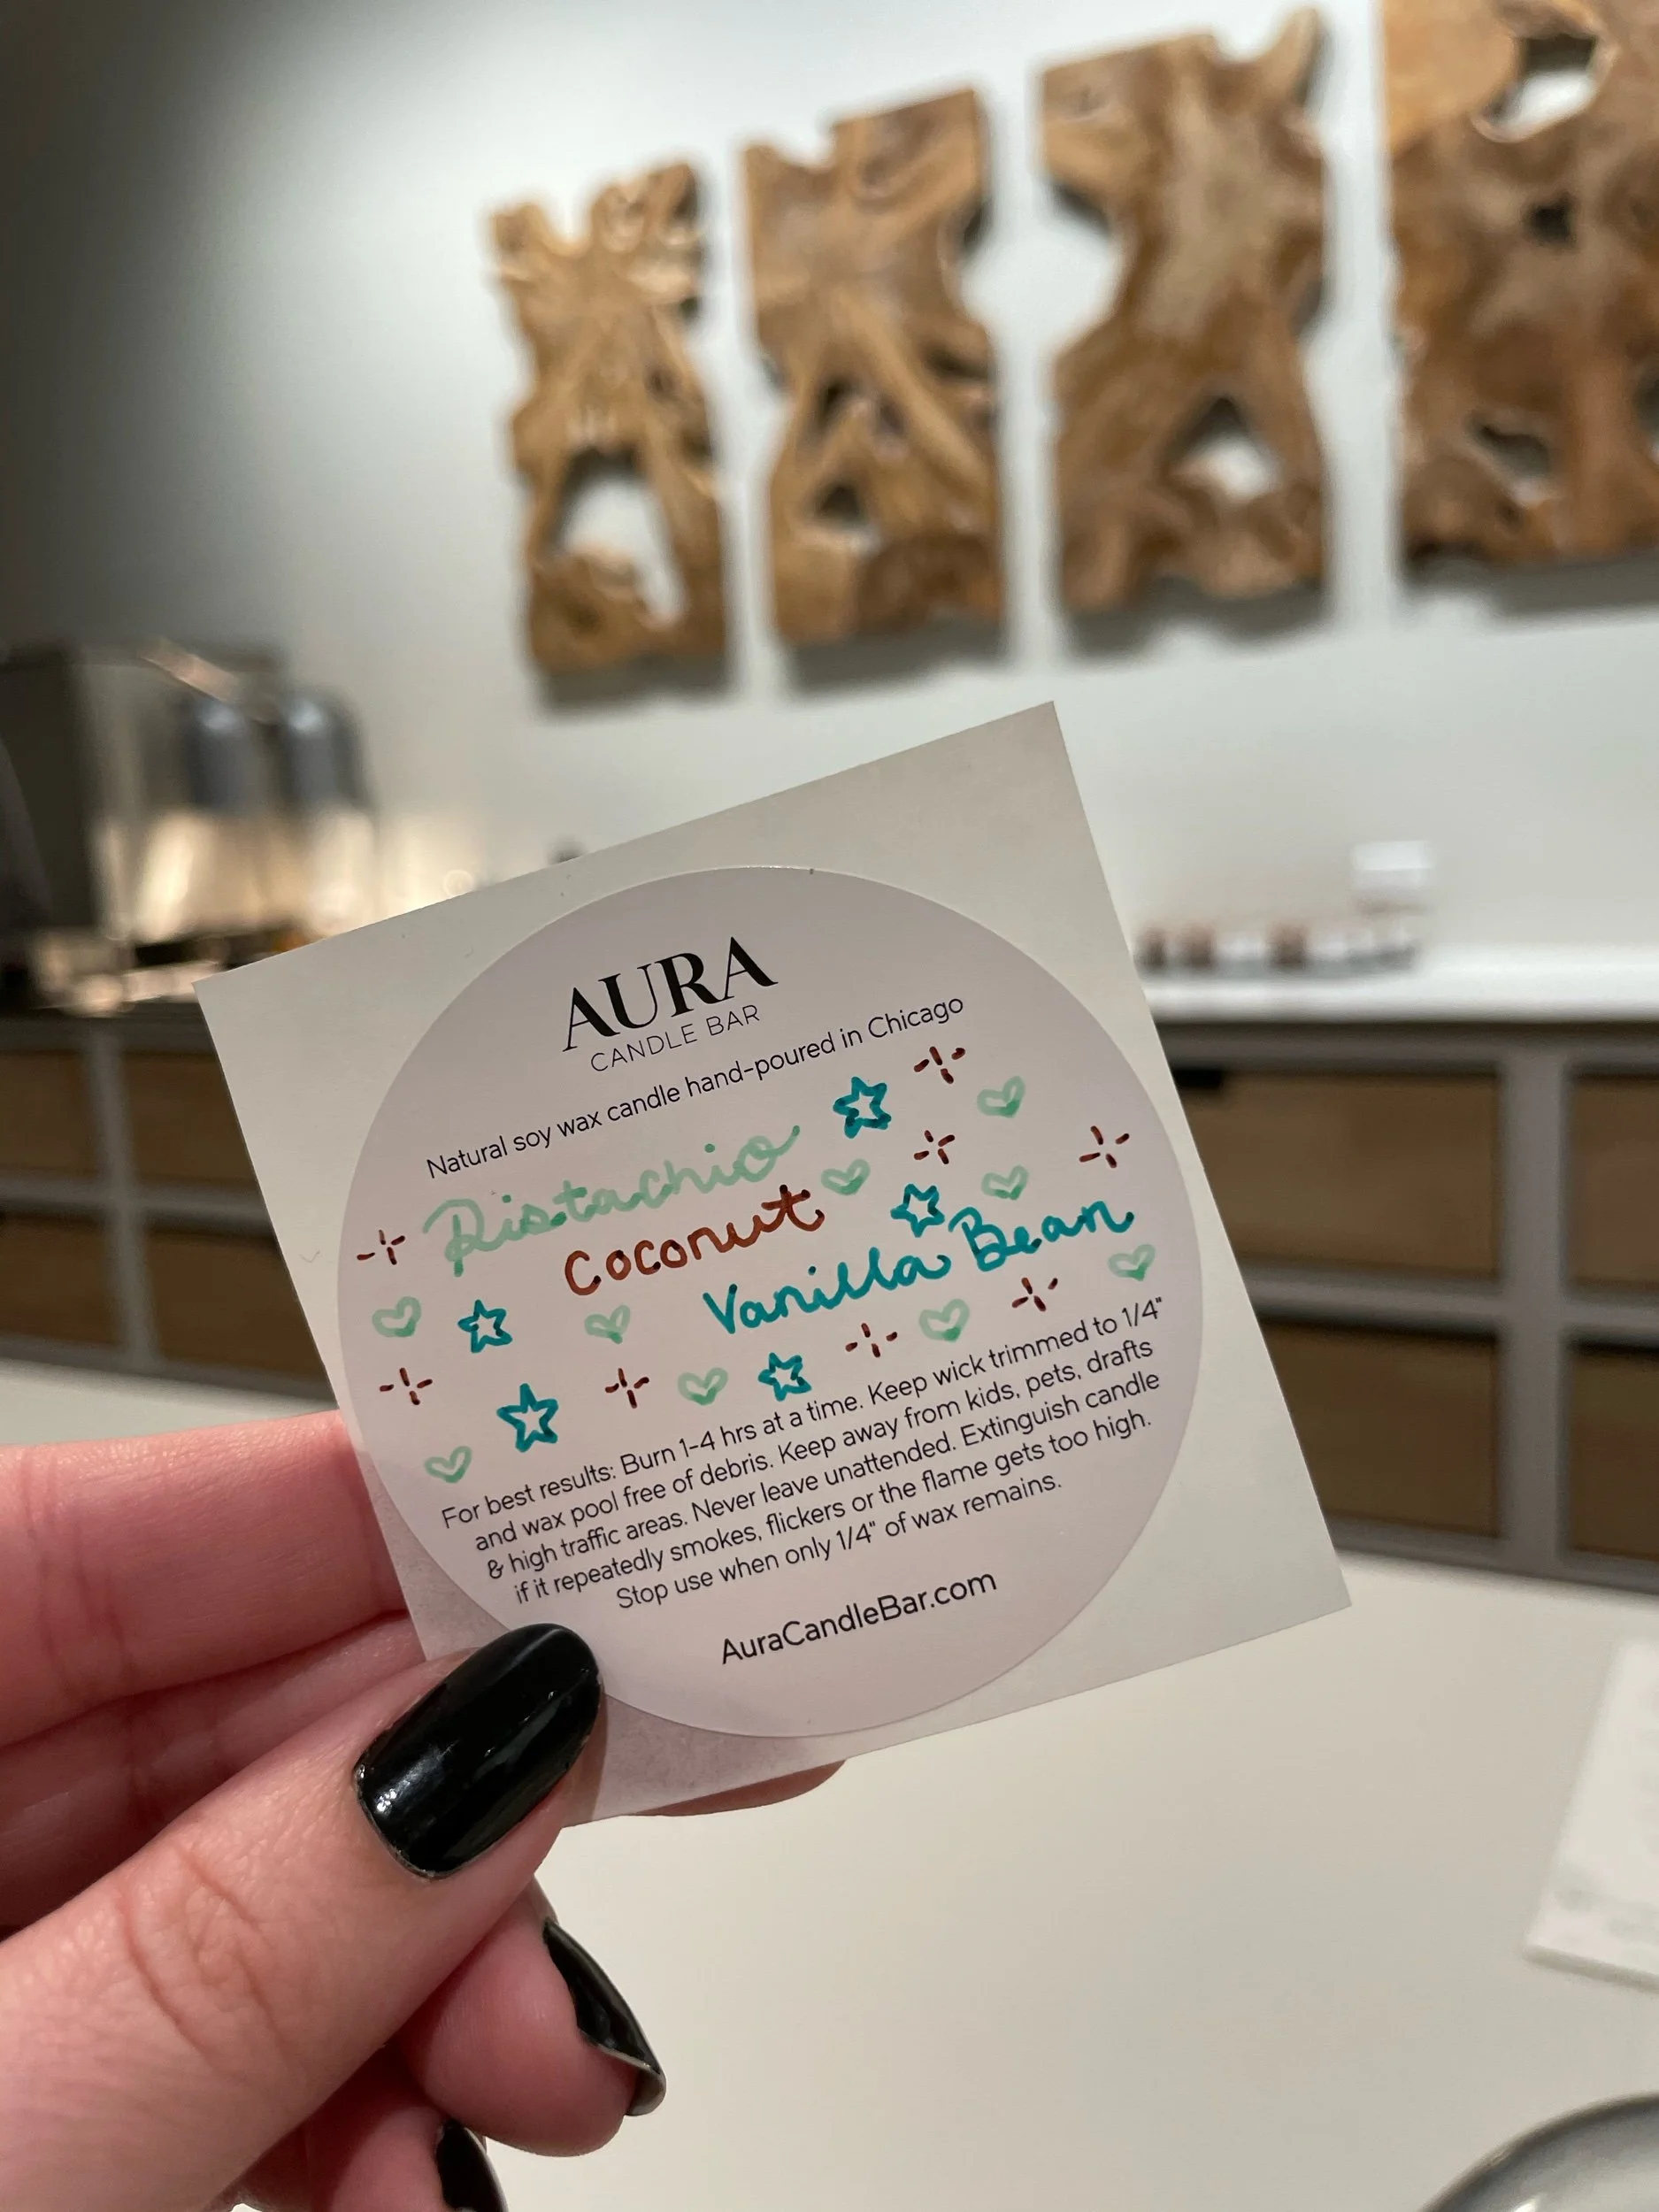 AURA
CANDLE BAR
Natural soy wax candle hand-poured in Chicago
Pistachio
Coconut
Vanilla Bean
For best results: Burn 1-4 hrs at a time. Keep wick trimmed to 1/4"
and wax pool free of debris. Keep away from kids, pets, drafts
& high traffic areas. Never leave unattended. Extinguish candle
if it repeatedly smokes, flickers or the flame gets too high.
Stop use when only 1/4" of wax remains.
AuraCandleBar.com